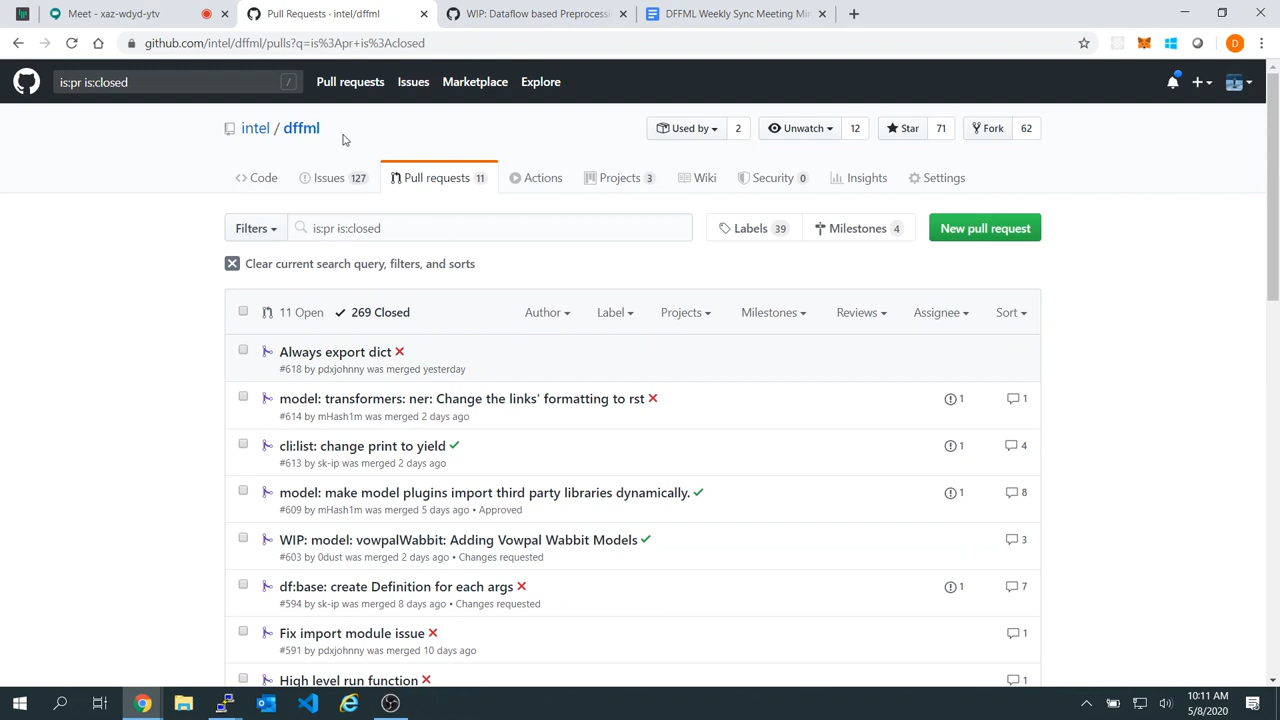 Meet - xaz-wdyd-ytv
Pull Requests · intel/dffml
WIP: Dataflow based Preprocessi
DFFML Weekly Sync Meeting Min
github.com/intel/dffml/pulls?q=is%3Apr+is%3Aclosed
D
is:pr is:closed
/
Pull requests
Issues
Marketplace
Explore
intel / dffml
Used by 2
Unwatch 12
Star 71
Fork 62
Code
Issues 127
Pull requests 11
Actions
Projects 3
Wiki
Security 0
Insights
Settings
Filters
is:pr is:closed
Labels 39
Milestones 4
New pull request
Clear current search query, filters, and sorts
11 Open
269 Closed
Author
Label
Projects
Milestones
Reviews
Assignee
Sort
Always export dict
#618 by pdxjohnny was merged yesterday
model: transformers: ner: Change the links' formatting to rst
1
1
#614 by mHash1m was merged 2 days ago
cli:list: change print to yield
1
4
#613 by sk-ip was merged 2 days ago
model: make model plugins import third party libraries dynamically.
1
8
#609 by mHash1m was merged 5 days ago • Approved
WIP: model: vowpalWabbit: Adding Vowpal Wabbit Models
3
#603 by 0dust was merged 2 days ago • Changes requested
df:base: create Definition for each args
1
7
#594 by sk-ip was merged 8 days ago • Changes requested
Fix import module issue
1
#591 by pdxjohnny was merged 10 days ago
High level run function
1
10:11 AM
5/8/2020